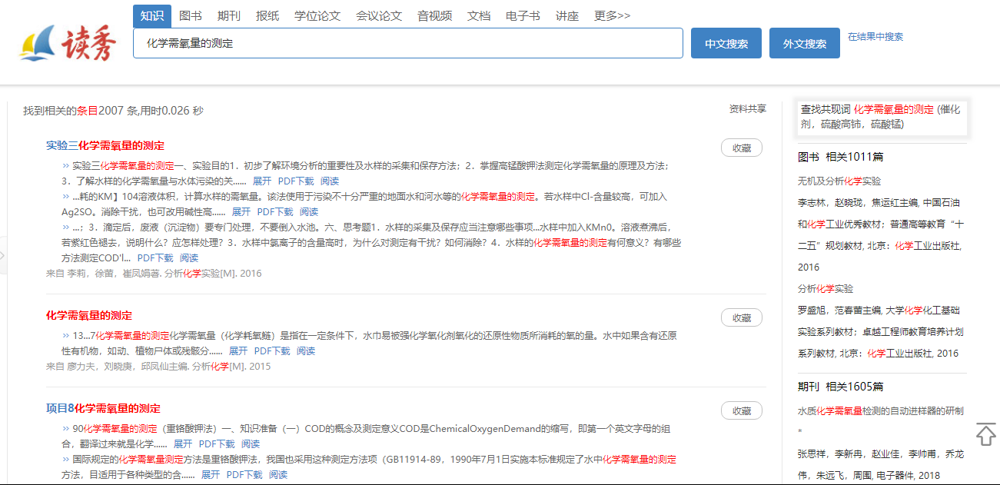 知识 图书 期刊 报纸 学位论文 会议论文 音视频 文档 电子书 讲座 更多>>
读秀
化学需氧量的测定
中文搜索 外文搜索 在结果中搜索
找到相关的条目2007 条,用时0.026 秒
资料共享
实验三化学需氧量的测定
收藏
›› 实验三化学需氧量的测定一、实验目的1．初步了解环境分析的重要性及水样的采集和保存方法；2．掌握高锰酸钾法测定化学需氧量的原理及方法；
3．了解水样的化学需氧量与水体污染的关...... 展开 PDF下载 阅读
›› ...耗的KM】104溶液体积，计算水样的需氧量。该法使用于污染不十分严重的地面水和河水等的化学需氧量的测定。若水样中Cl-含量较高，可加入
Ag2SO。消除干扰，也可改用碱性高...... 展开 PDF下载 阅读
›› ...；3．滴定后，废液（沉淀物）要专门处理，不要倒入水池。六、思考题1．水样的采集及保存应当注意哪些事项...水样中加入KMn0。溶液煮沸后，
若紫红色褪去，说明什么？应怎样处理？3．水样中氯离子的含量高时，为什么对测定有干扰？如何消除？4．水样的化学需氧量的测定有何意义？有哪些
方法测定COD'l... PDF下载 阅读
来自 李莉，徐蕾，崔凤娟著. 分析化学实验[M]. 2016
化学需氧量的测定
收藏
›› 13...7化学需氧量的测定化学需氧量（化学耗氧鲢）是指在一定条件下，水巾易被强化学氧化剂氧化的还原性物质所消耗的氧的量。水中如果含有还原
性有机物，如动、植物尸体或残骸分...... 展开 PDF下载 阅读
来自 廖力夫，刘晓庚，邱凤仙主编. 分析化学[M]. 2015
项目8化学需氧量的测定
收藏
›› 90化学需氧量的测定（重铬酸钾法）一、知识准备（一）COD的概念及测定意义COD是ChemicalOxygenDemand的缩写，即第一个英文字母的组
合，翻译过来就是化学...... 展开 PDF下载 阅读
›› 国际规定的化学需氧量测定方法是重铬酸钾法，我国也采用这种测定方法项（GB11914-89，1990年7月1日实施本标准规定了水中化学需氧量的测定
方法，目适用于各种类型的含...... 展开 PDF下载 阅读
查找共现词 化学需氧量的测定 (催化
剂，硫酸高铈，硫酸锰)
图书 相关1011篇
无机及分析化学实验
李志林，赵晓珑，焦运红主编, 中国石油
和化学工业优秀教材；普通高等教育“十
二五”规划教材, 北京：化学工业出版社,
2016
分析化学实验
罗盛旭，范春蕾主编, 大学化学化工基础
实验系列教材；卓越工程师教育培养计划
系列教材, 北京：化学工业出版社, 2016
期刊 相关1605篇
水质化学需氧量检测的自动进样器的研制
*
张思祥，李新冉，赵业佳，李帅甫，乔龙
伟，朱远飞，周围, 电子器件, 2018